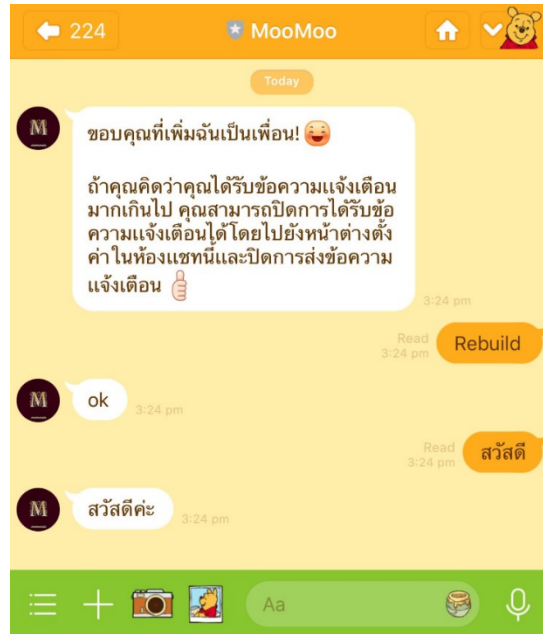 224
MooMoo
Today
ขอบคุณที่เพิ่มฉันเป็นเพื่อน!
ถ้าคุณคิดว่าคุณได้รับข้อความแจ้งเตือน
มากเกินไป คุณสามารถปิดการได้รับข้อ
ความแจ้งเตือนได้โดยไปยังหน้าต่างตั้ง
ค่าในห้องแชทนี้และปิดการส่งข้อความ
แจ้งเตือน
3:24 pm
Read
3:24 pm
Rebuild
M
ok
3:24 pm
Read
3:24 pm
สวัสดี
M
สวัสดีค่ะ
3:24 pm
Aa